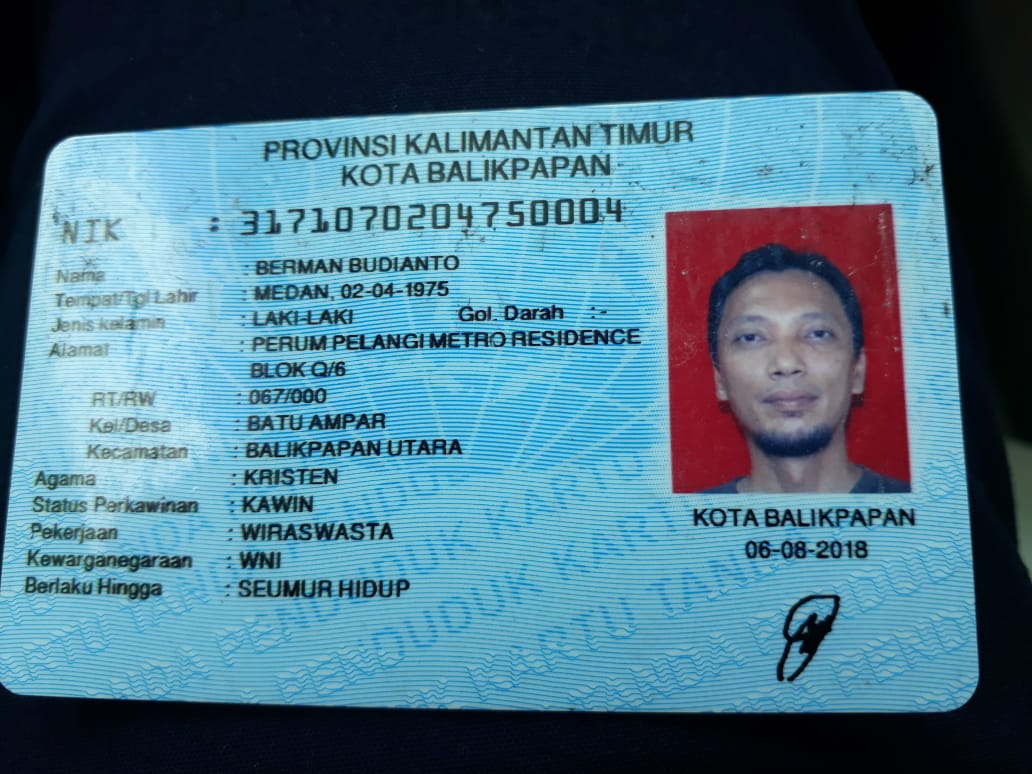 PROVINSI KALIMANTAN TIMUR
KOTA BALIKPAPAN
NIK : 3171070204750004
Nama : BERMAN BUDIANTO
Tempat/Tgl Lahir : MEDAN, 02-04-1975
Jenis kelamin : LAKI-LAKI Gol. Darah :-
Alamat : PERUM PELANGI METRO RESIDENCE
BLOK Q/6
RT/RW : 067/000
Kel/Desa : BATU AMPAR
Kecamatan : BALIKPAPAN UTARA
Agama : KRISTEN
Status Perkawinan : KAWIN
Pekerjaan : WIRASWASTA
Kewarganegaraan : WNI
Berlaku Hingga : SEUMUR HIDUP
KOTA BALIKPAPAN
06-08-2018